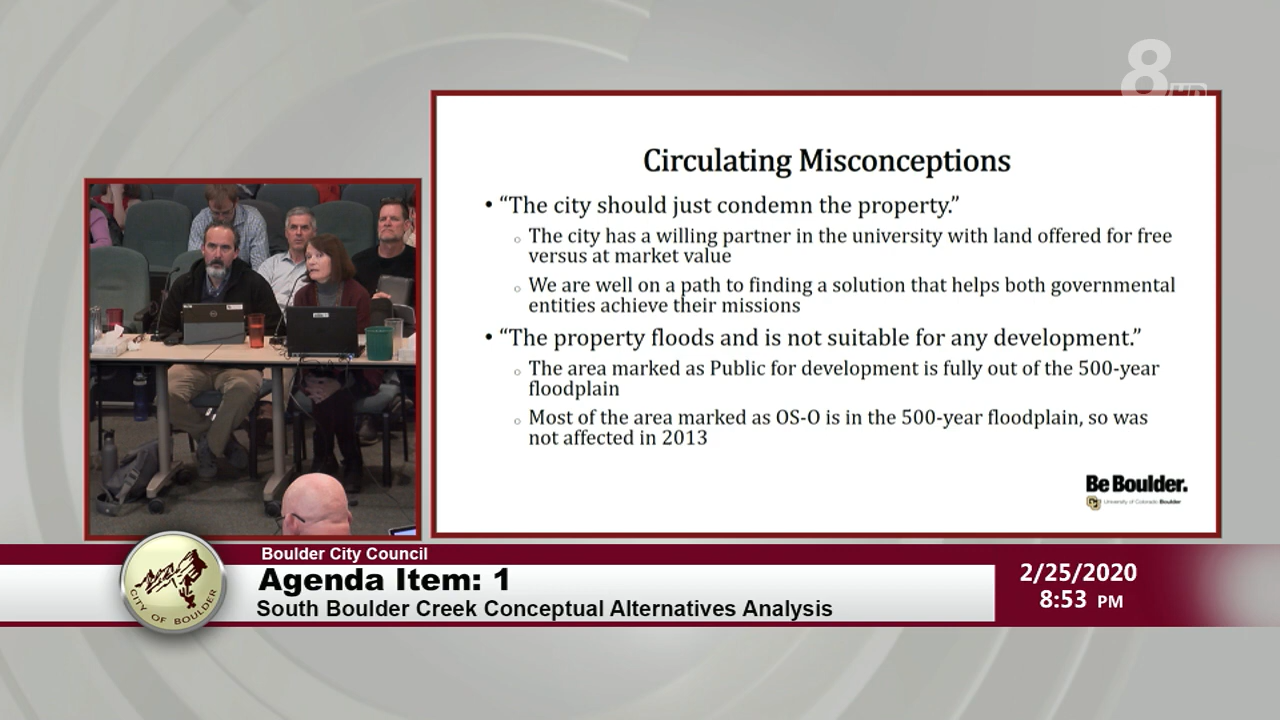 8
HD
Circulating Misconceptions
• “The city should just condemn the property.”
◦ The city has a willing partner in the university with land offered for free
versus at market value
◦ We are well on a path to finding a solution that helps both governmental
entities achieve their missions
• “The property floods and is not suitable for any development.”
◦ The area marked as Public for development is fully out of the 500-year
floodplain
◦ Most of the area marked as OS-O is in the 500-year floodplain, so was
not affected in 2013
Be Boulder.
University of Colorado Boulder
Boulder City Council
Agenda Item: 1
South Boulder Creek Conceptual Alternatives Analysis
CITY OF BOULDER
2/25/2020
8:53 PM